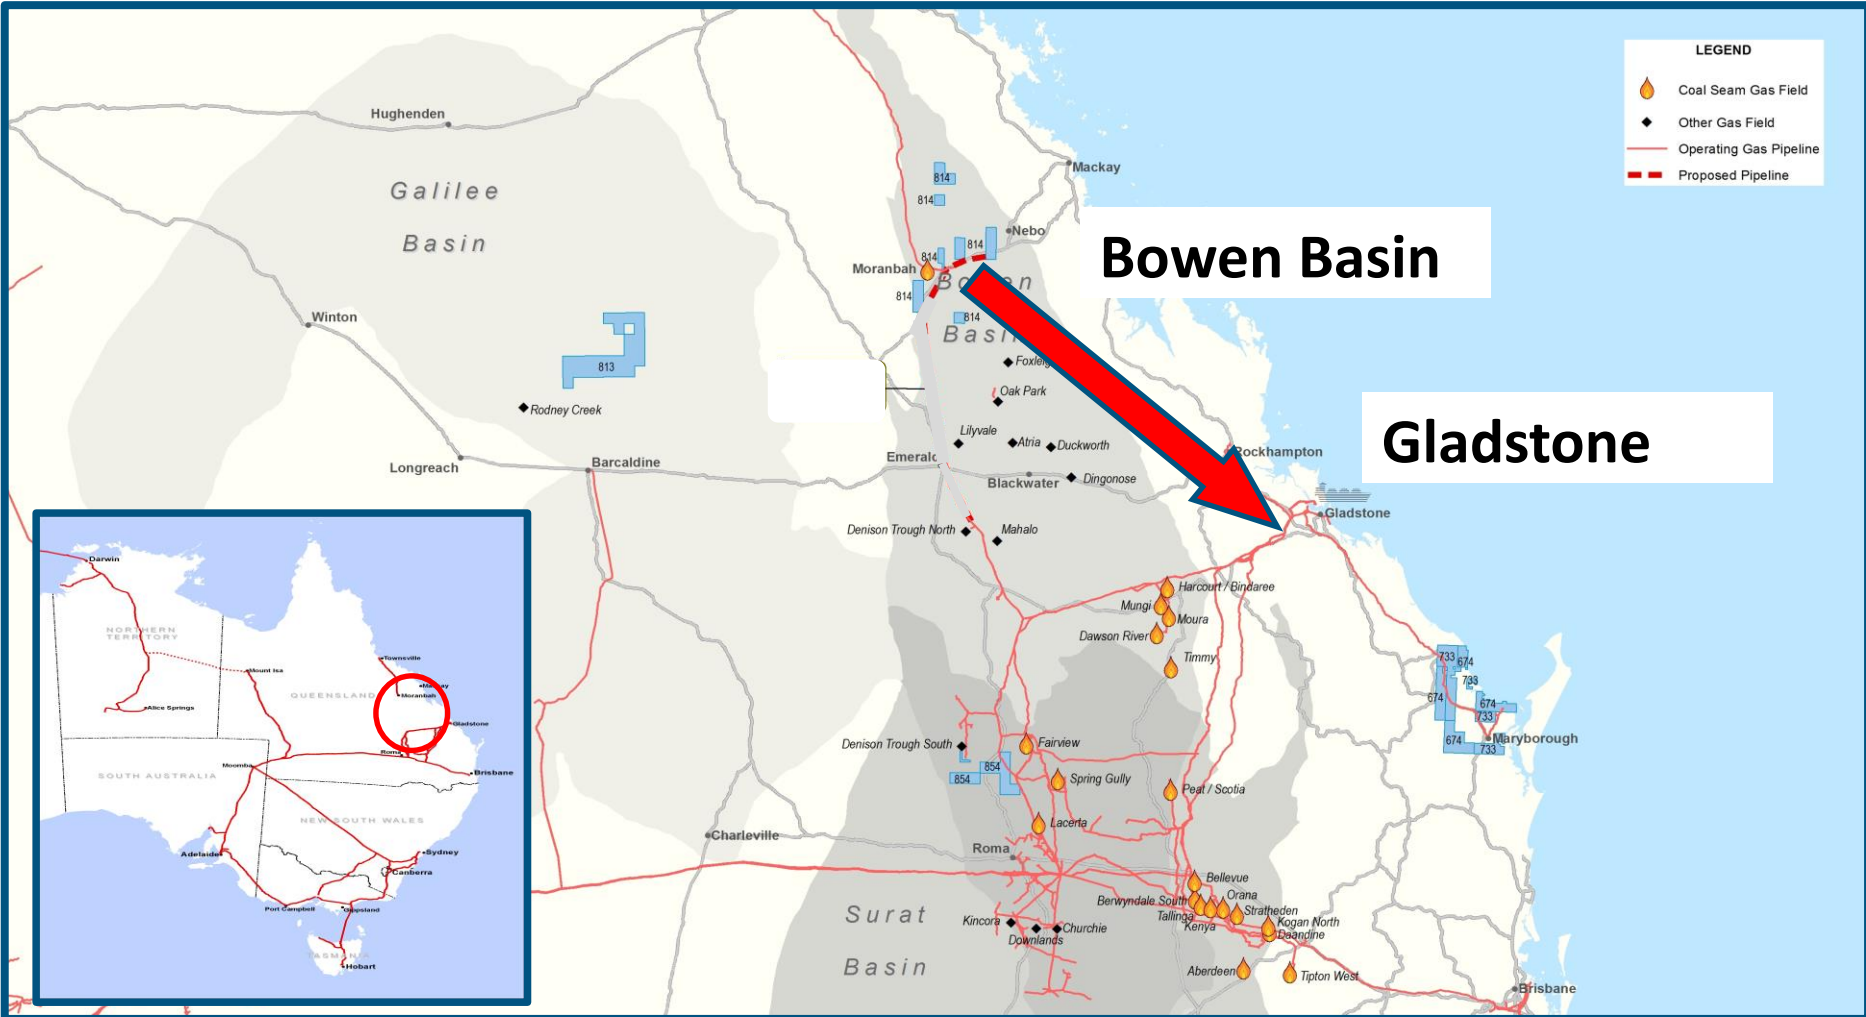 LEGEND
Coal Seam Gas Field
Other Gas Field
Operating Gas Pipeline
Proposed Pipeline
Hughenden
Galilee
Basin
Mackay
814
814
Nebo
814
814
Moranbah
814
814
Bowen Basin
Basin
Winton
813
Rodney Creek
Foxleigh
Oak Park
Gladstone
Lilyvale
Atria
Duckworth
Rockhampton
Emerald
Longreach
Barcaldine
Blackwater
Dingonose
Gladstone
Denison Trough North
Mahalo
Harcourt / Bindaree
Mungi
Moura
Dawson River
Timmy
733
674
733
674
674
733
674
733
Maryborough
Denison Trough South
Fairview
854
854
Spring Gully
Peat / Scotia
Lacerta
Charleville
Roma
Bellevue
Berwyndale South
Orana
Tallinga
Stratheden
Kenya
Kogan North
Daandine
Surat
Basin
Kincora
Churchie
Downlands
Aberdeen
Tipton West
Brisbane
Darwin
NORTHERN
TERRITORY
Townsville
Mount Isa
Mackay
QUEENSLAND
Moranbah
Alice Springs
Gladstone
Roma
Moomba
Brisbane
SOUTH AUSTRALIA
NEW SOUTH WALES
Adelaide
Sydney
Canberra
Port Campbell
Gippsland
TASMANIA
Hobart